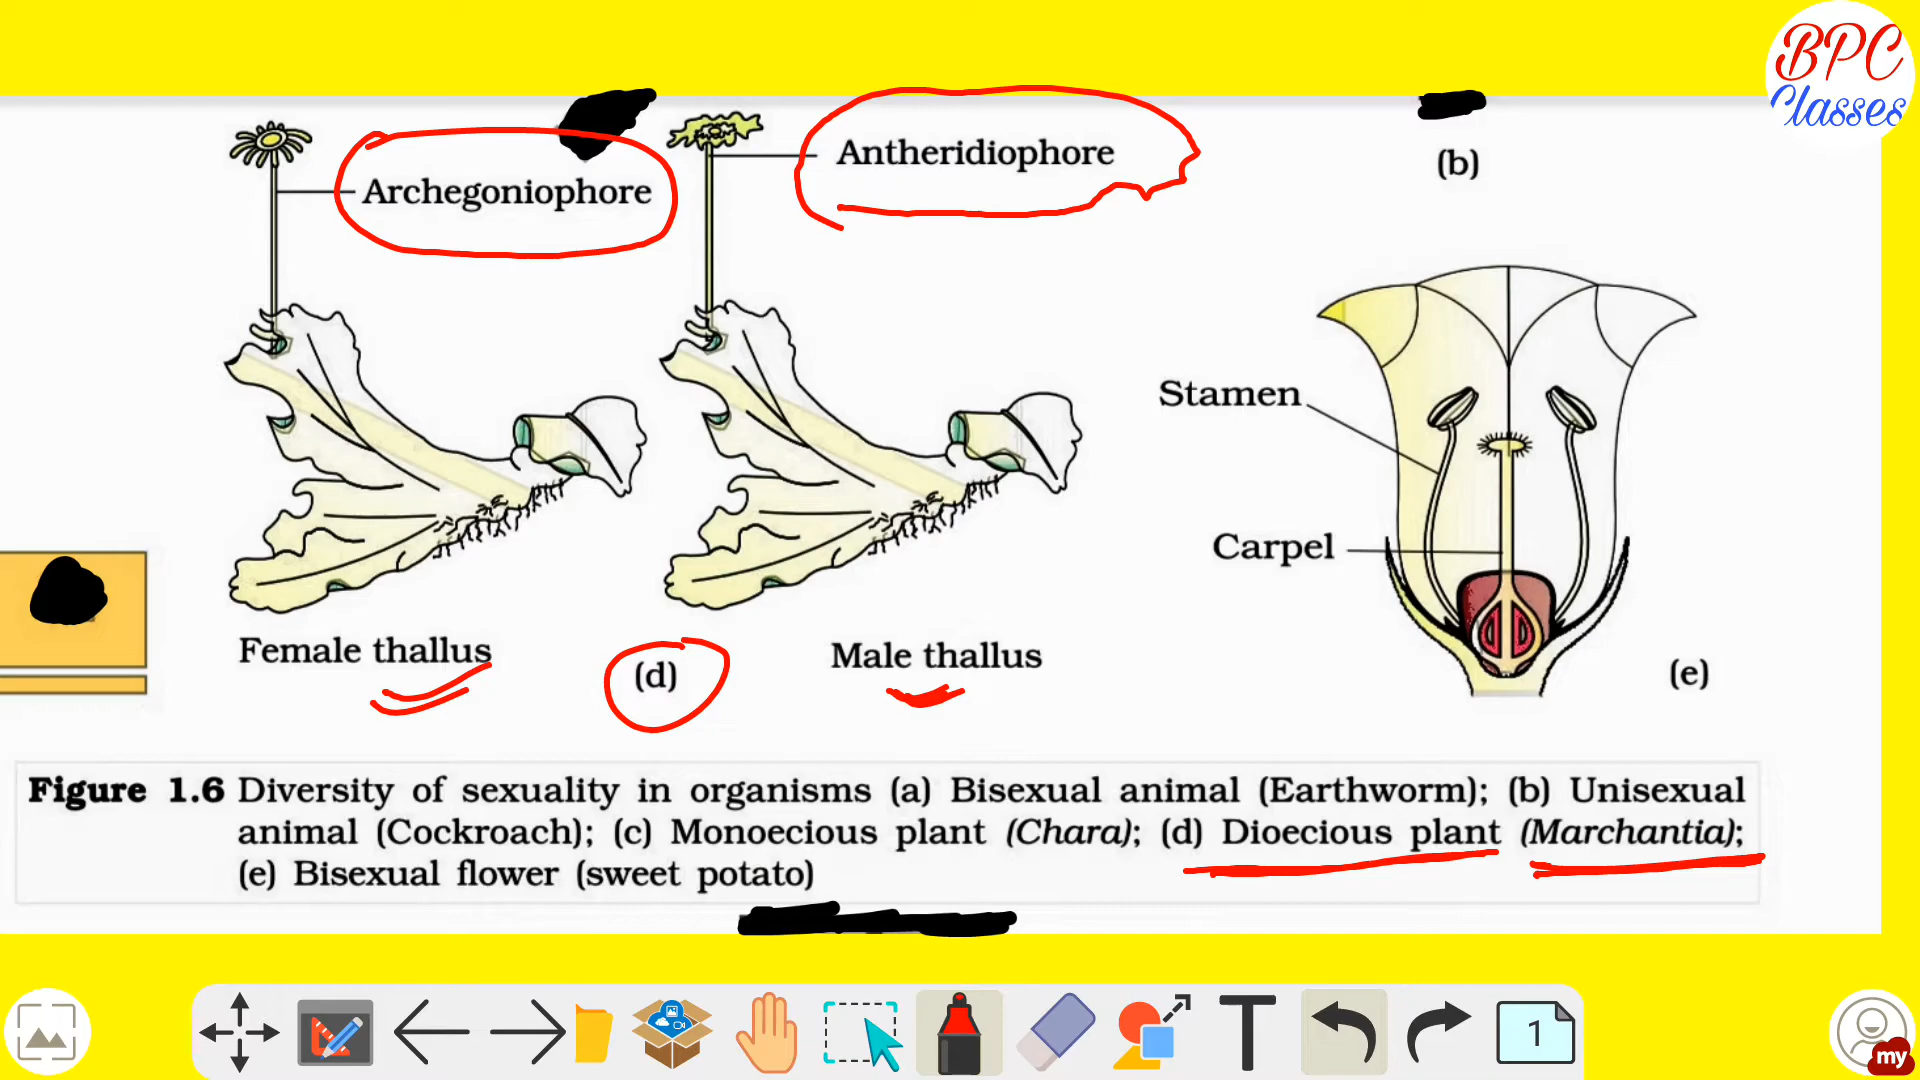 BPC
Classes
Archegoniophore
Antheridiophore
(b)
Stamen
Carpel
Female thallus
(d)
Male thallus
(e)
Figure 1.6 Diversity of sexuality in organisms (a) Bisexual animal (Earthworm); (b) Unisexual
animal (Cockroach); (c) Monoecious plant (Chara); (d) Dioecious plant (Marchantia);
(e) Bisexual flower (sweet potato)
T
1
my